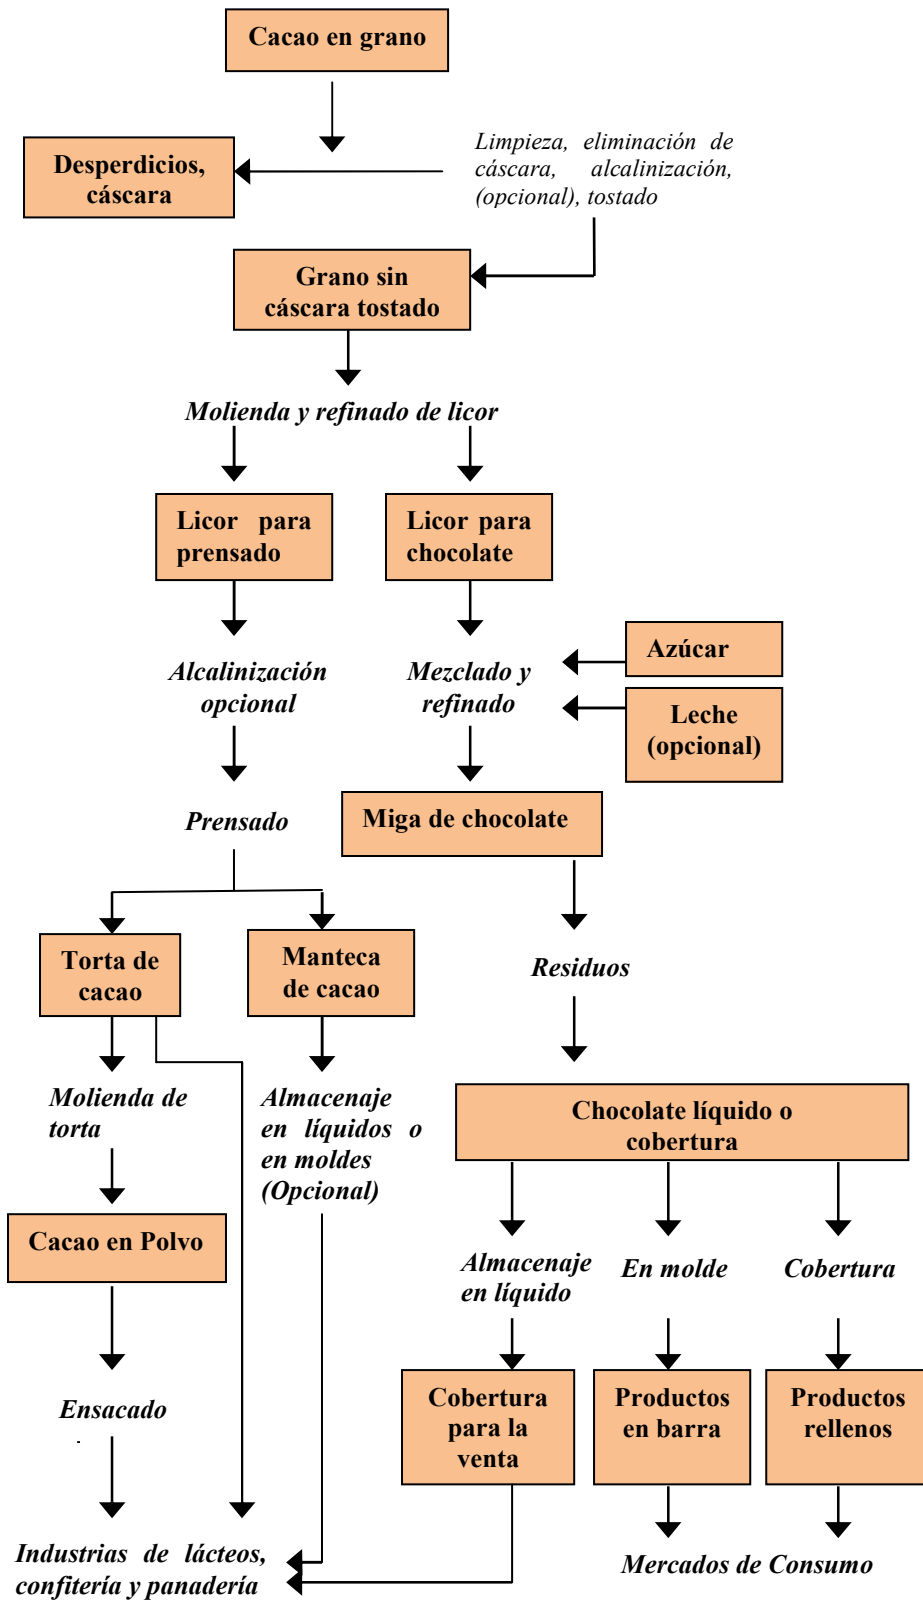 Cacao en grano
Limpieza, eliminación de
cáscara, alcalinización,
(opcional), tostado
Desperdicios,
cáscara
Grano sin
cáscara tostado
Molienda y refinado de licor
Licor para
prensado
Licor para
chocolate
Alcalinización
opcional
Mezclado y
refinado
Azúcar
Leche
(opcional)
Prensado
Miga de chocolate
Torta de
cacao
Manteca
de cacao
Residuos
Molienda de
torta
Almacenaje
en líquidos o
en moldes
(Opcional)
Chocolate líquido o
cobertura
Cacao en Polvo
Almacenaje
en líquido
En molde
Cobertura
Ensacado
Cobertura
para la
venta
Productos
en barra
Productos
rellenos
Industrias de lácteos,
confitería y panadería
Mercados de Consumo